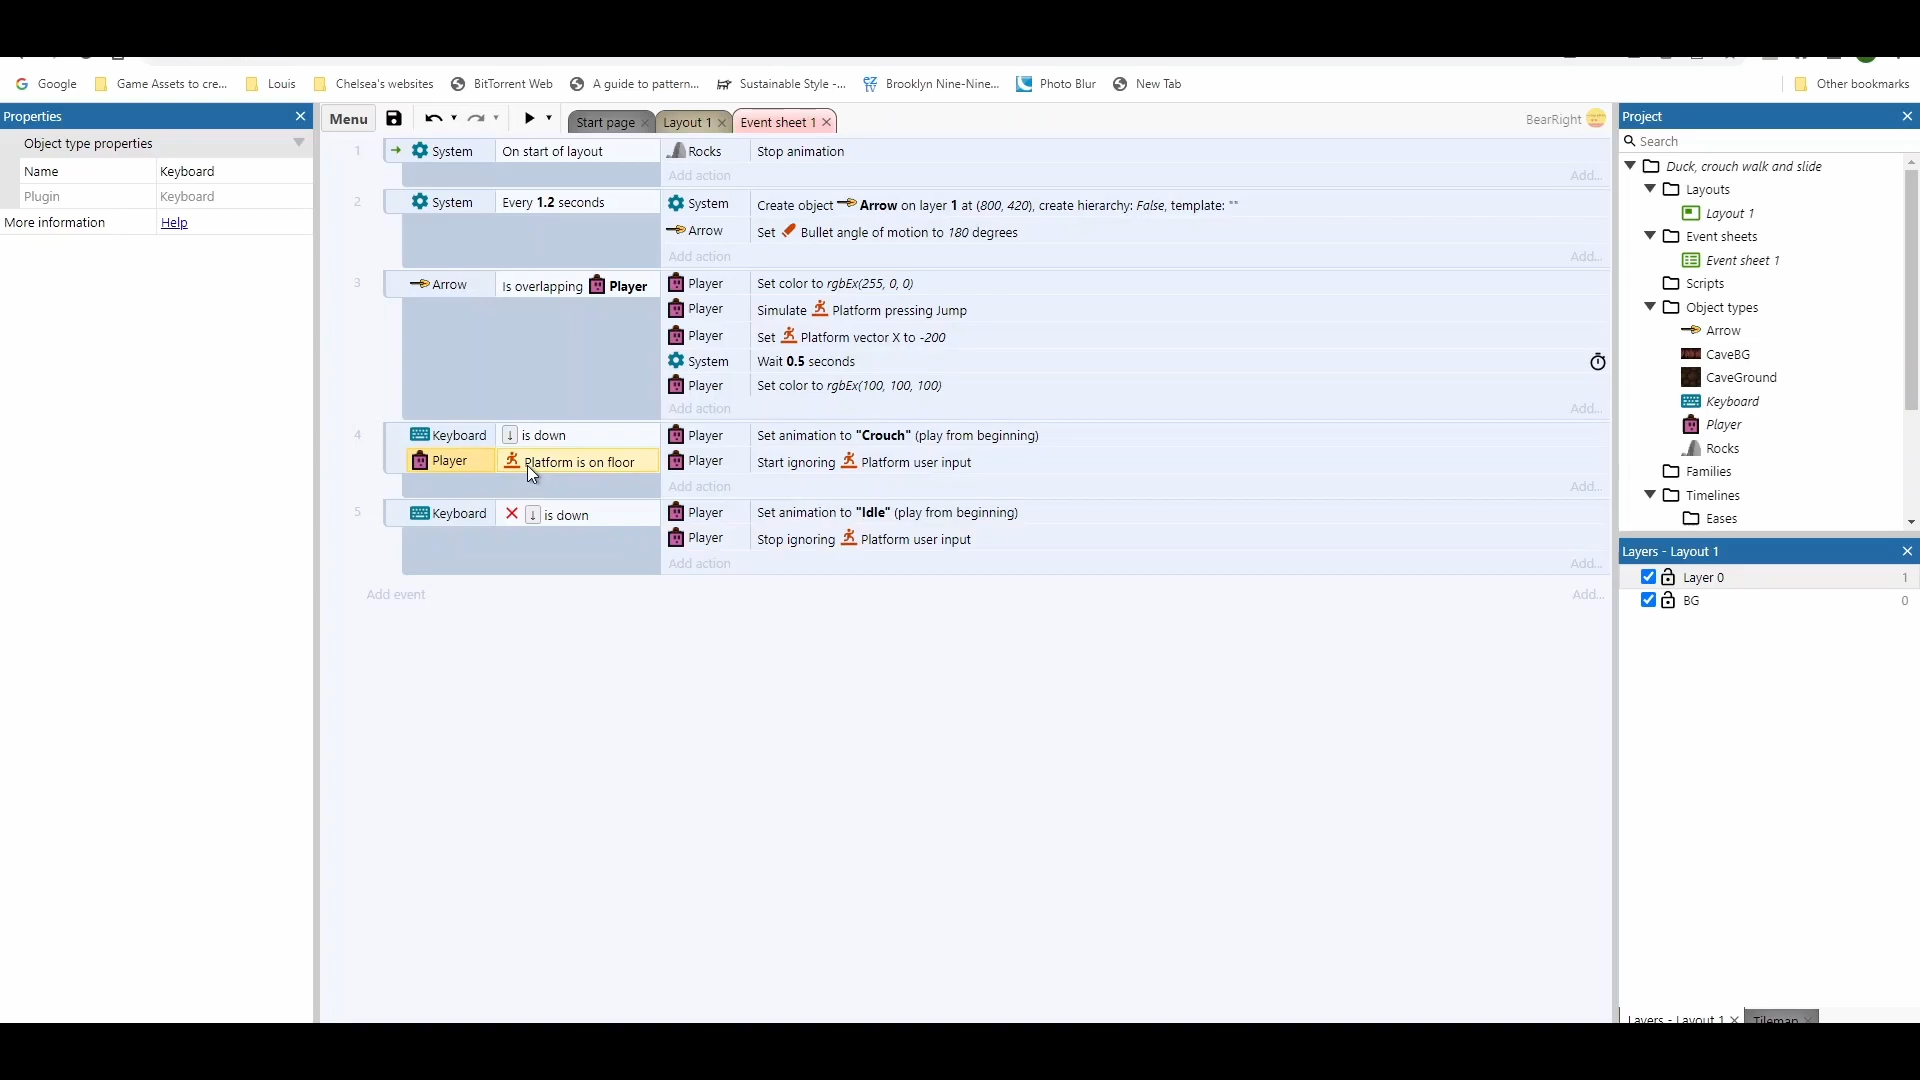 Google Game Assets to cre... Louis Chelsea's websites BitTorrent Web A guide to pattern... Sustainable Style -... Brooklyn Nine-Nine... Photo Blur New Tab Other bookmarks
Properties
Object type properties
Name Keyboard
Plugin Keyboard
More information Help
Menu Start page Layout 1 Event sheet 1 BearRight
1 System On start of layout Rocks Stop animation
Add action Add...
2 System Every 1.2 seconds System Create object Arrow on layer 1 at (800, 420), create hierarchy: False, template: ""
Arrow Set Bullet angle of motion to 180 degrees
Add action Add...
3 Arrow Is overlapping Player Player Set color to rgbEx(255, 0, 0)
Player Simulate Platform pressing Jump
Player Set Platform vector X to -200
System Wait 0.5 seconds
Player Set color to rgbEx(100, 100, 100)
Add action Add...
4 Keyboard ↓ is down Player Set animation to "Crouch" (play from beginning)
Player Platform is on floor Player Start ignoring Platform user input
Add action Add...
5 Keyboard ↓ is down Player Set animation to "Idle" (play from beginning)
Player Stop ignoring Platform user input
Add action Add...
Add event Add...
Project
Search
Duck, crouch walk and slide
Layouts
Layout 1
Event sheets
Event sheet 1
Scripts
Object types
Arrow
CaveBG
CaveGround
Keyboard
Player
Rocks
Families
Timelines
Eases
Layers - Layout 1
Layer 0 1
BG 0
Layers - Layout 1 Tilemap